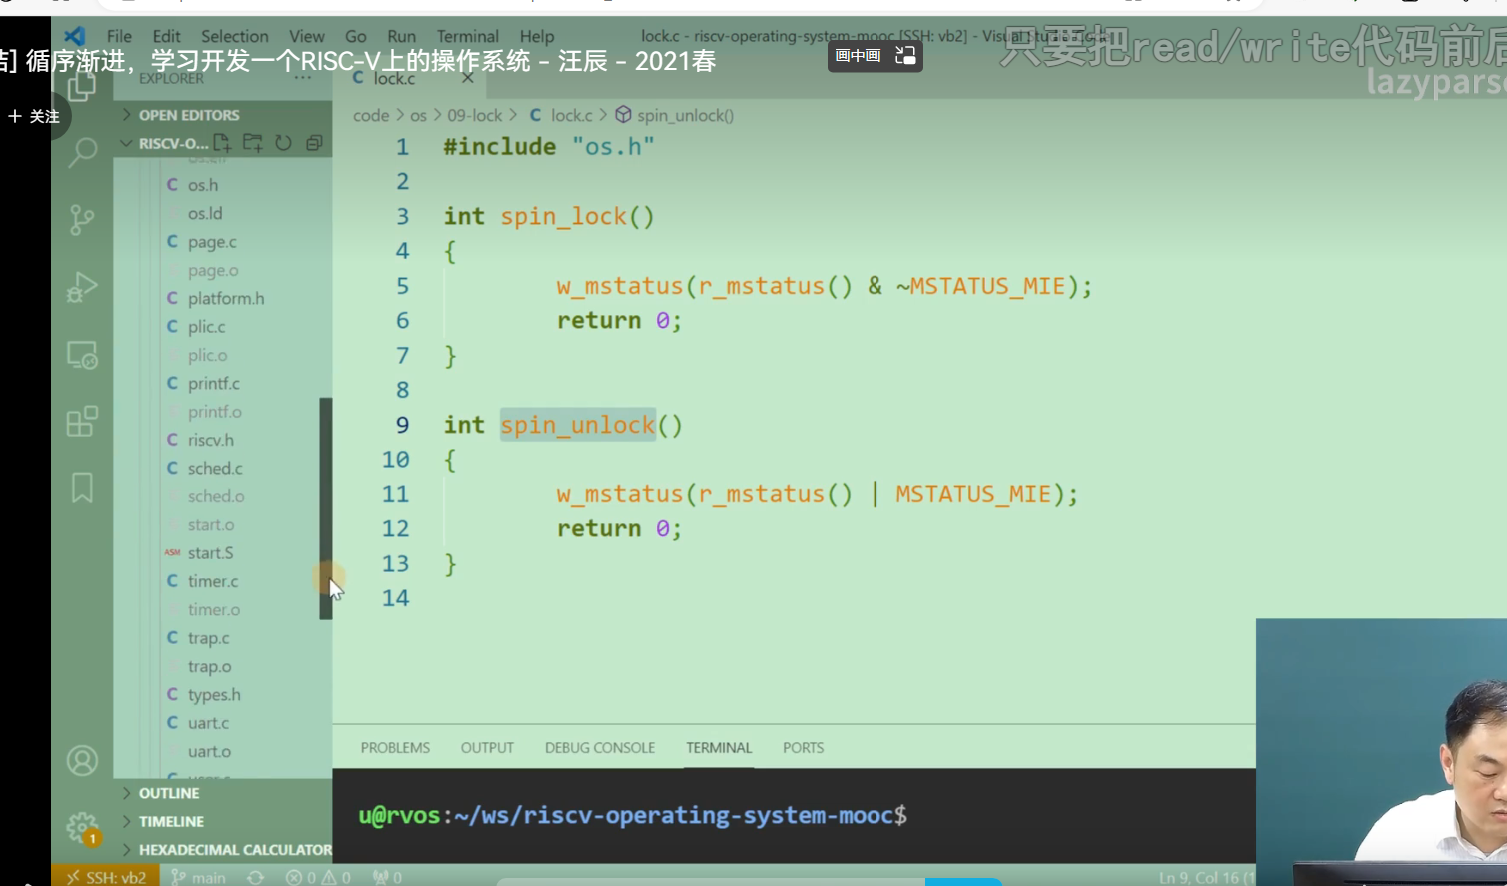 File Edit Selection View Go Run Terminal Help
lock.c - riscv-operating-system-mooc [SSH: vb2] - Visual
只要把read/write代码前后
lazypars
结] 循序渐进，学习开发一个RISC-V上的操作系统 - 汪辰 - 2021春
画中画
+ 关注
EXPLORER ···
C lock.c ×
OPEN EDITORS
RISCV-O...
os.h
os.ld
page.c
page.o
platform.h
plic.c
plic.o
printf.c
printf.o
riscv.h
sched.c
sched.o
start.o
ASM start.S
timer.c
timer.o
trap.c
trap.o
types.h
uart.c
uart.o
OUTLINE
TIMELINE
HEXADECIMAL CALCULATOR
code > os > 09-lock > C lock.c > spin_unlock()
1 #include "os.h"
2
3 int spin_lock()
4 {
5 w_mstatus(r_mstatus() & ~MSTATUS_MIE);
6 return 0;
7 }
8
9 int spin_unlock()
10 {
11 w_mstatus(r_mstatus() | MSTATUS_MIE);
12 return 0;
13 }
14
PROBLEMS OUTPUT DEBUG CONSOLE TERMINAL PORTS
u@rvos:~/ws/riscv-operating-system-mooc$
1
SSH: vb2 main 0 0 0
Ln 9, Col 16 (1